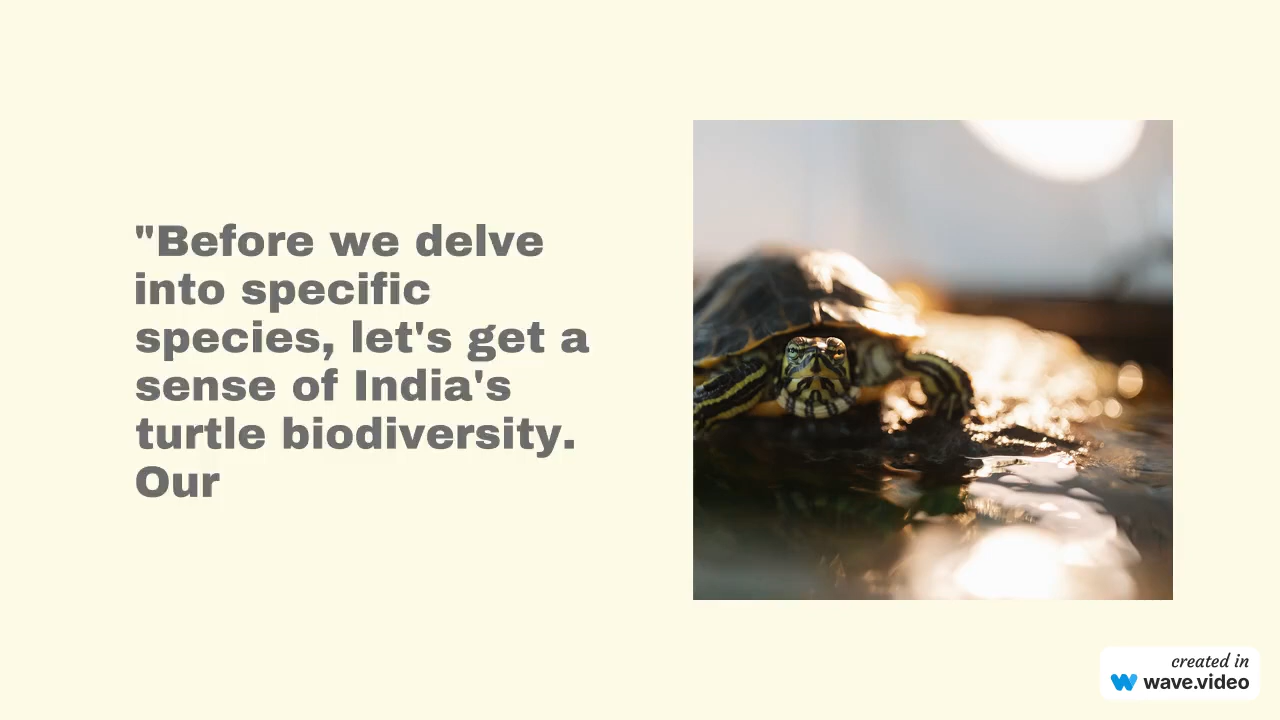 "Before we delve
into specific
species, let's get a
sense of India's
turtle biodiversity.
Our
created in
wave.video